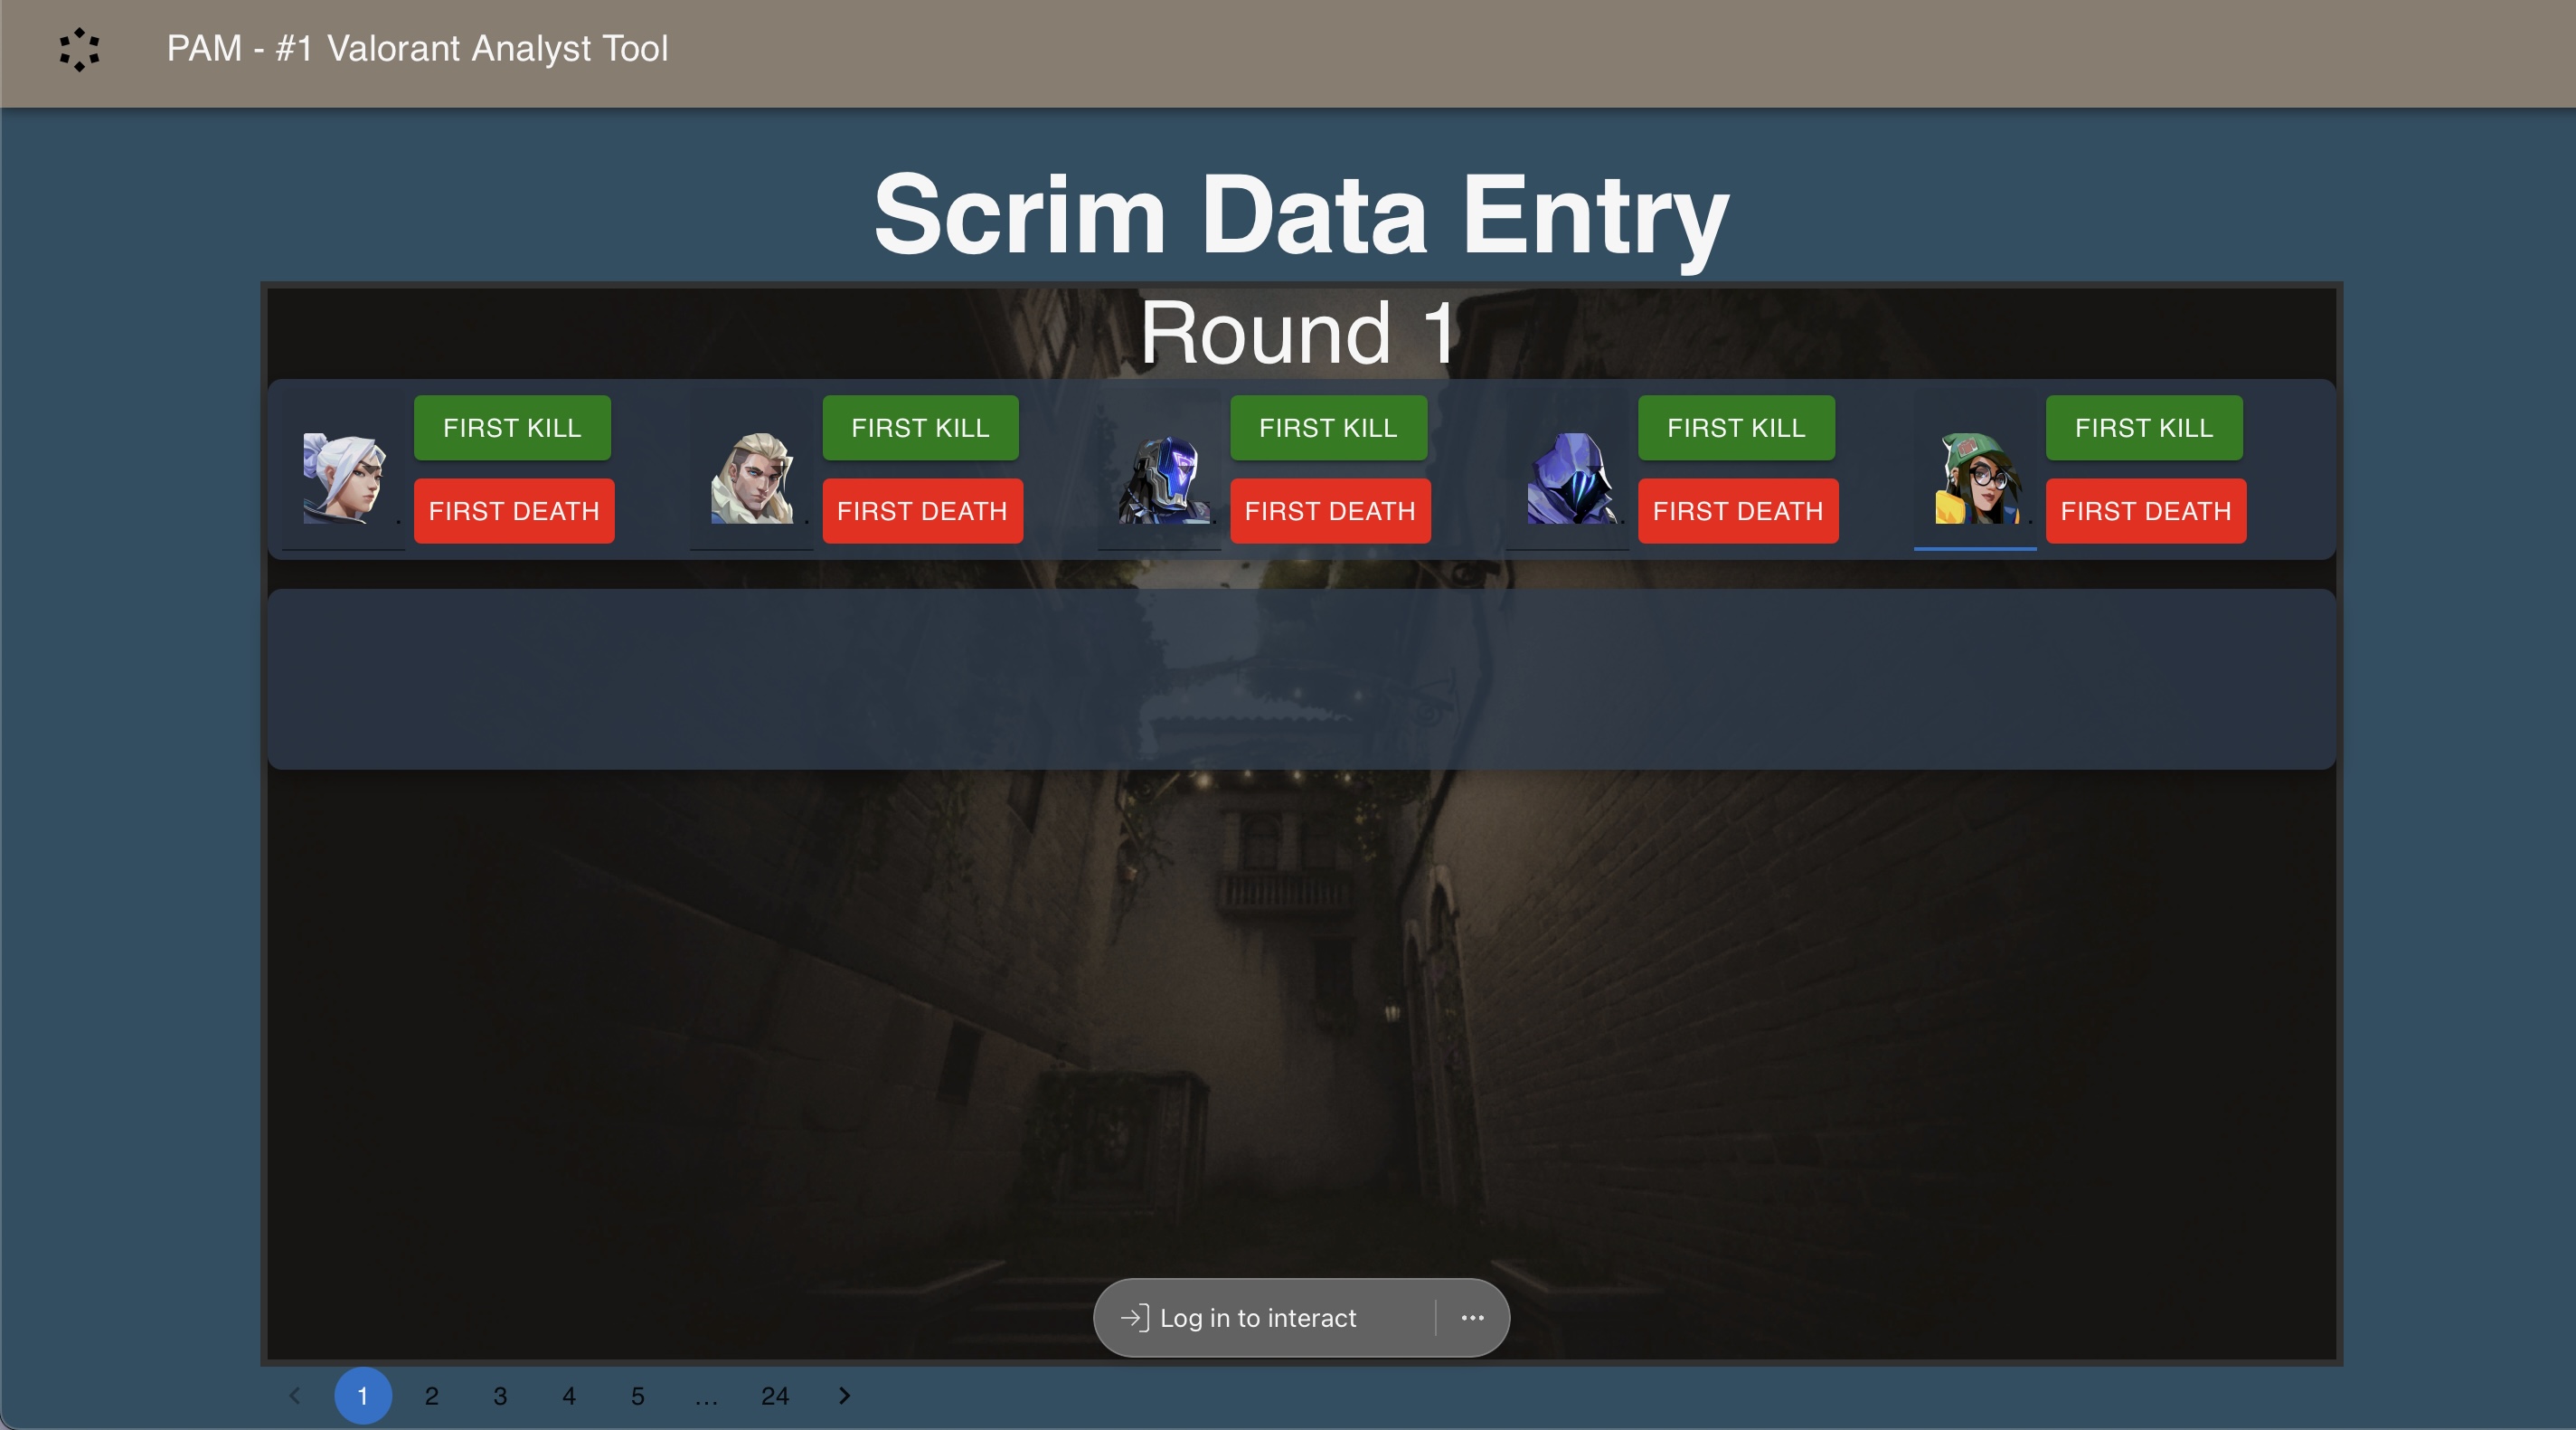 PAM - #1 Valorant Analyst Tool
Scrim Data Entry
Round 1
FIRST KILL FIRST KILL FIRST KILL FIRST KILL FIRST KILL
FIRST DEATH FIRST DEATH FIRST DEATH FIRST DEATH FIRST DEATH
Log in to interact ...
1 2 3 4 5 ... 24